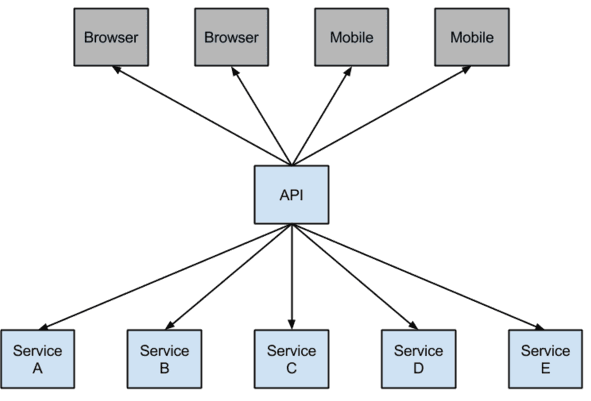 Browser
Browser
Mobile
Mobile
API
Service
A
Service
B
Service
C
Service
D
Service
E